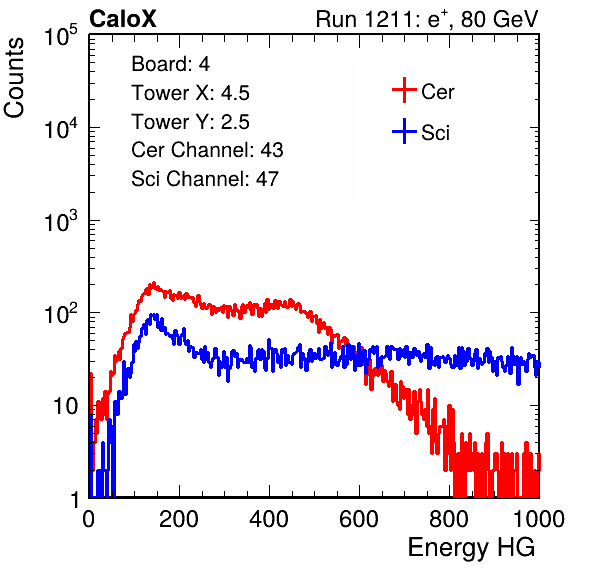 CaloX Run 1211: e⁺, 80 GeV
Counts
10⁵
10⁴
10³
10²
10
1
Board: 4
Tower X: 4.5
Tower Y: 2.5
Cer Channel: 43
Sci Channel: 47
Cer
Sci
0 200 400 600 800 1000
Energy HG